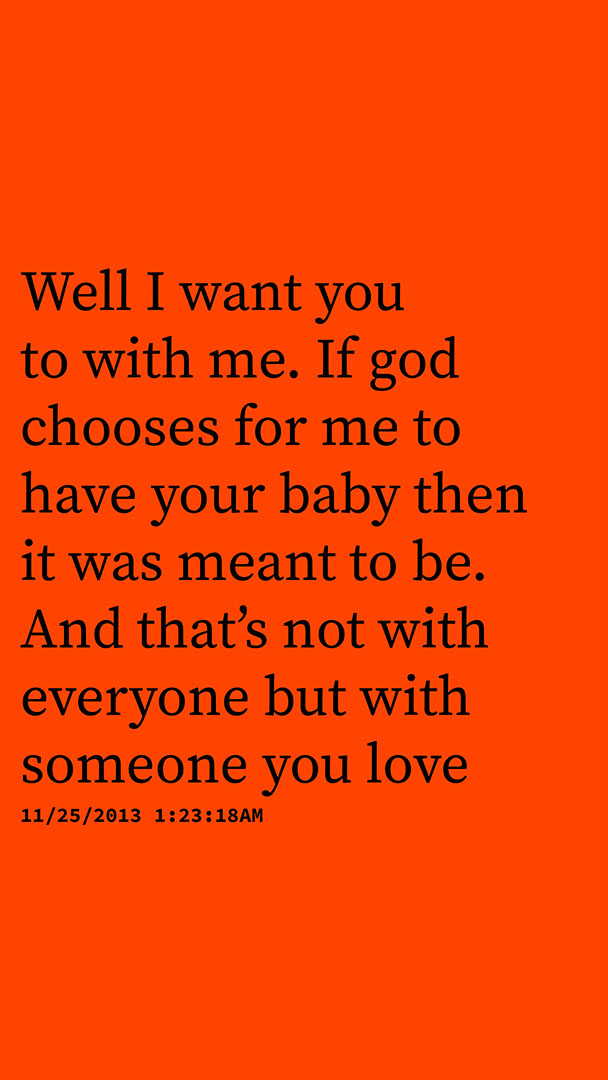 Well I want you
to with me. If god
chooses for me to
have your baby then
it was meant to be.
And that’s not with
everyone but with
someone you love
11/25/2013 1:23:18AM